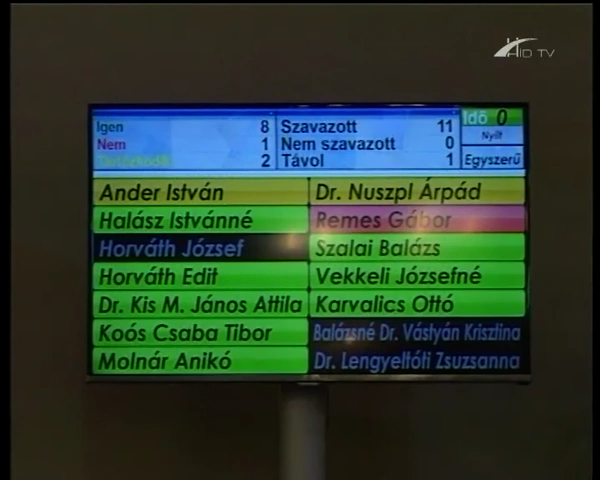 HÍD TV
Igen 8
Nem 1
Tartózkodik 2
Szavazott 11
Nem szavazott 0
Távol 1
Idő 0
Nyílt
Egyszerű
Ander István
Halász Istvánné
Horváth József
Horváth Edit
Dr. Kis M. János Attila
Koós Csaba Tibor
Molnár Anikó
Dr. Nuszpl Árpád
Remes Gábor
Szalai Balázs
Vekkeli Józsefné
Karvalics Ottó
Balázsné Dr. Vástyán Krisztina
Dr. Lengyeltóti Zsuzsanna